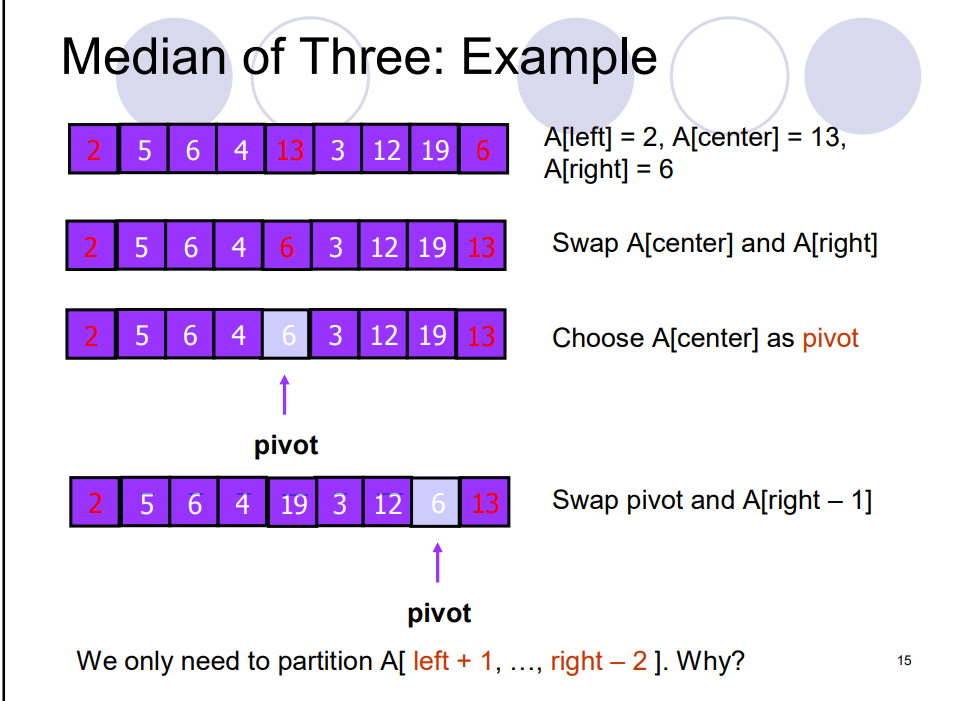 Median of Three: Example
2 5 6 4 13 3 12 19 6
A[left] = 2, A[center] = 13,
A[right] = 6
2 5 6 4 6 3 12 19 13
Swap A[center] and A[right]
2 5 6 4 6 3 12 19 13
Choose A[center] as pivot
pivot
2 5 6 4 19 3 12 6 13
Swap pivot and A[right – 1]
pivot
We only need to partition A[ left + 1, …, right – 2 ]. Why?
15